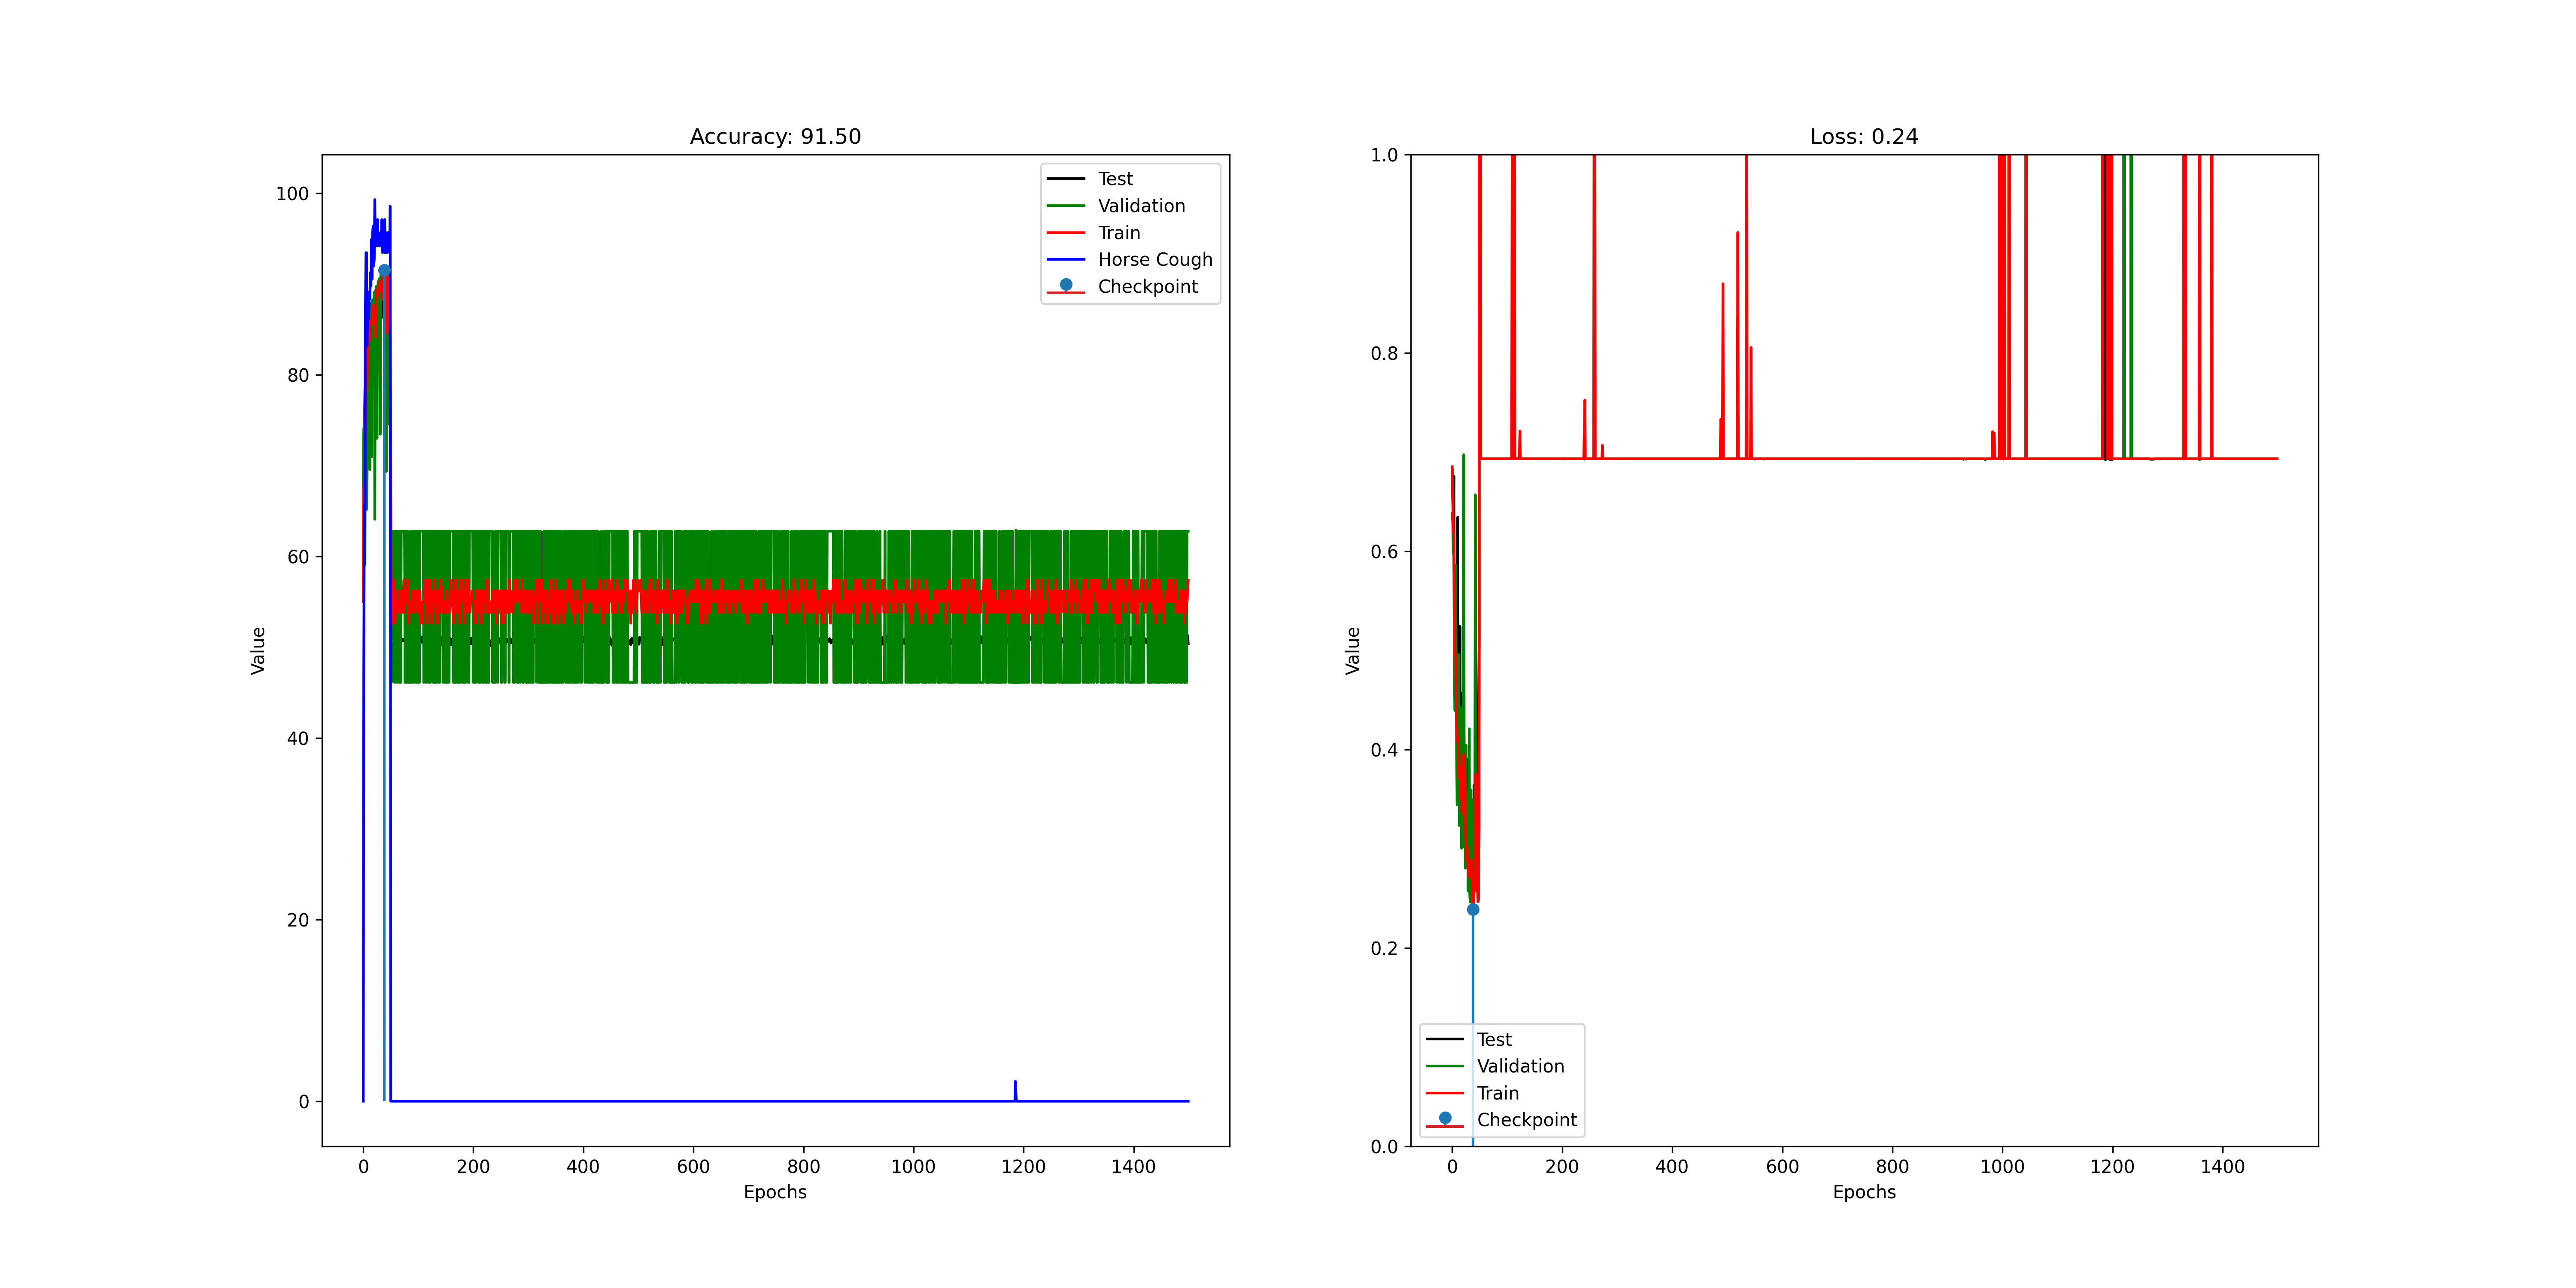 Accuracy: 91.50
100
80
60
40
20
0
Value
0 200 400 600 800 1000 1200 1400
Epochs
Test
Validation
Train
Horse Cough
Checkpoint
Loss: 0.24
1.0
0.8
0.6
0.4
0.2
0.0
Value
0 200 400 600 800 1000 1200 1400
Epochs
Test
Validation
Train
Checkpoint